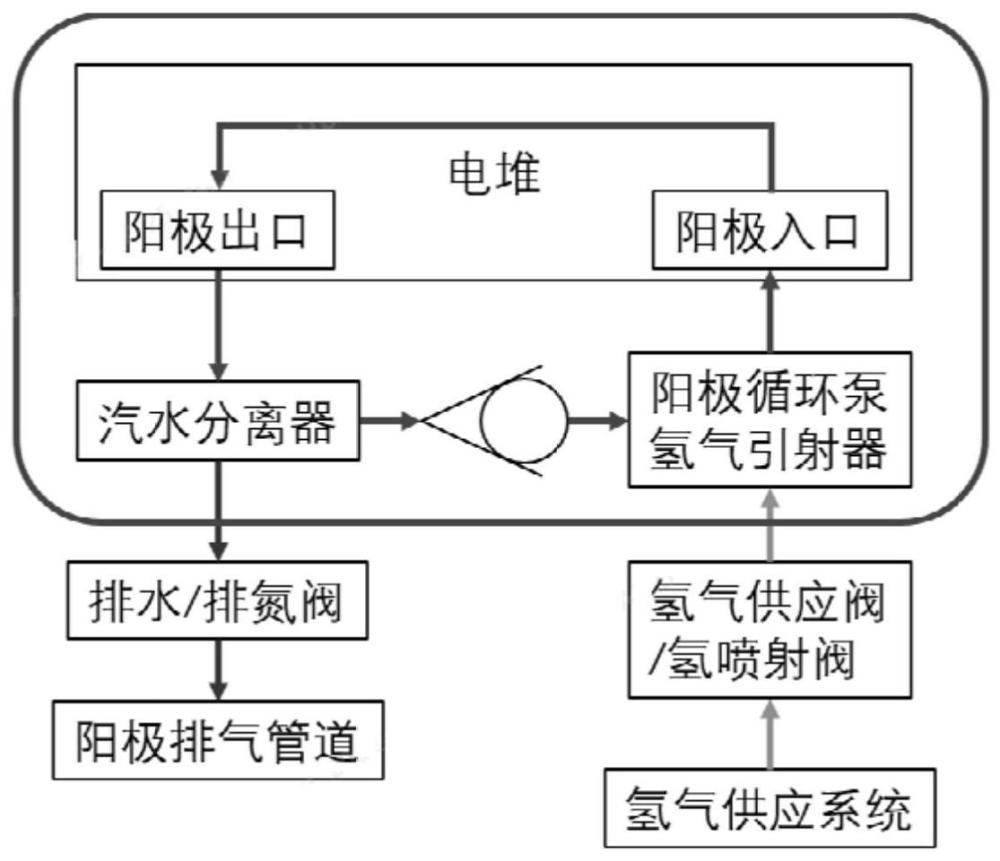 电堆
阳极出口
阳极入口
汽水分离器
阳极循环泵
氢气引射器
排水/排氮阀
氢气供应阀
/氢喷射阀
阳极排气管道
氢气供应系统